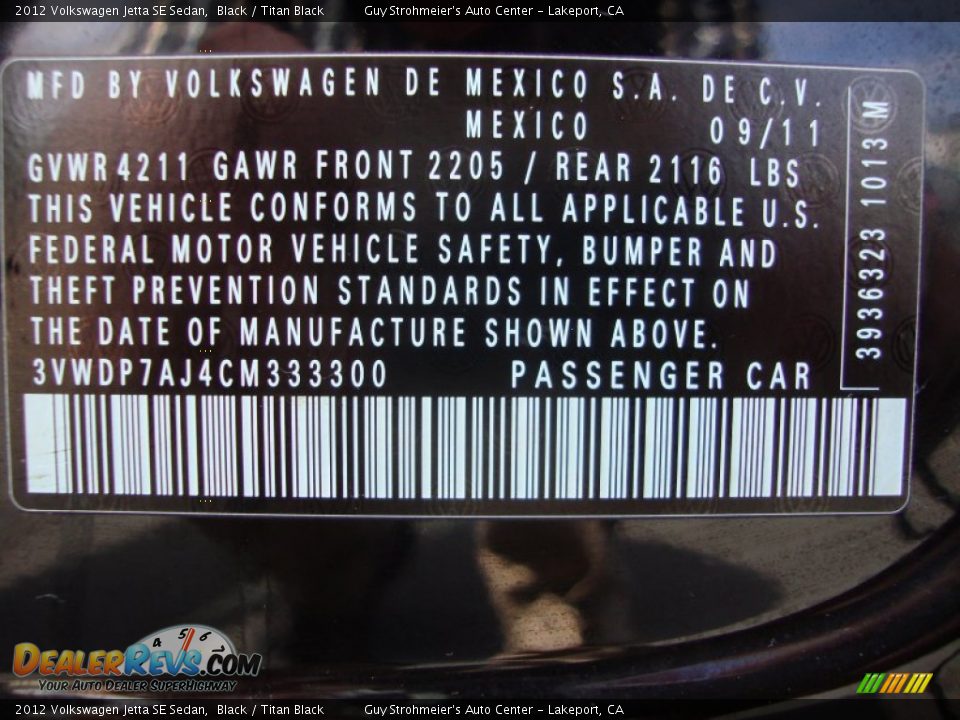 2012 Volkswagen Jetta SE Sedan,  Black / Titan Black        Guy Strohmeier's Auto Center - Lakeport, CA
MFD BY VOLKSWAGEN DE MEXICO S.A. DE C.V.
MEXICO 09/11
GVWR 4211 GAWR FRONT 2205 / REAR 2116 LBS
THIS VEHICLE CONFORMS TO ALL APPLICABLE U.S.
FEDERAL MOTOR VEHICLE SAFETY, BUMPER AND
THEFT PREVENTION STANDARDS IN EFFECT ON
THE DATE OF MANUFACTURE SHOWN ABOVE.
3VWDP7AJ4CM333300 PASSENGER CAR
3936323 1013 M
4 5 6
DEALERREVS.COM
YOUR AUTO DEALER SUPERHIGHWAY
2012 Volkswagen Jetta SE Sedan,  Black / Titan Black        Guy Strohmeier's Auto Center - Lakeport, CA